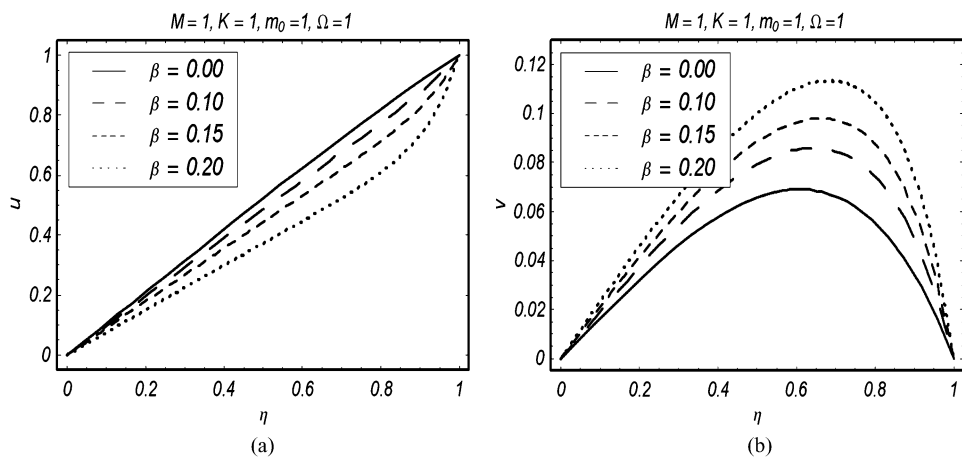 M = 1, K = 1, m₀ = 1, Ω = 1
β = 0.00
β = 0.10
β = 0.15
β = 0.20
1
0.8
0.6
0.4
0.2
0
u
0 0.2 0.4 0.6 0.8 1
η
(a)
M = 1, K = 1, m₀ = 1, Ω = 1
β = 0.00
β = 0.10
β = 0.15
β = 0.20
0.12
0.1
0.08
0.06
0.04
0.02
0
v
0 0.2 0.4 0.6 0.8 1
η
(b)